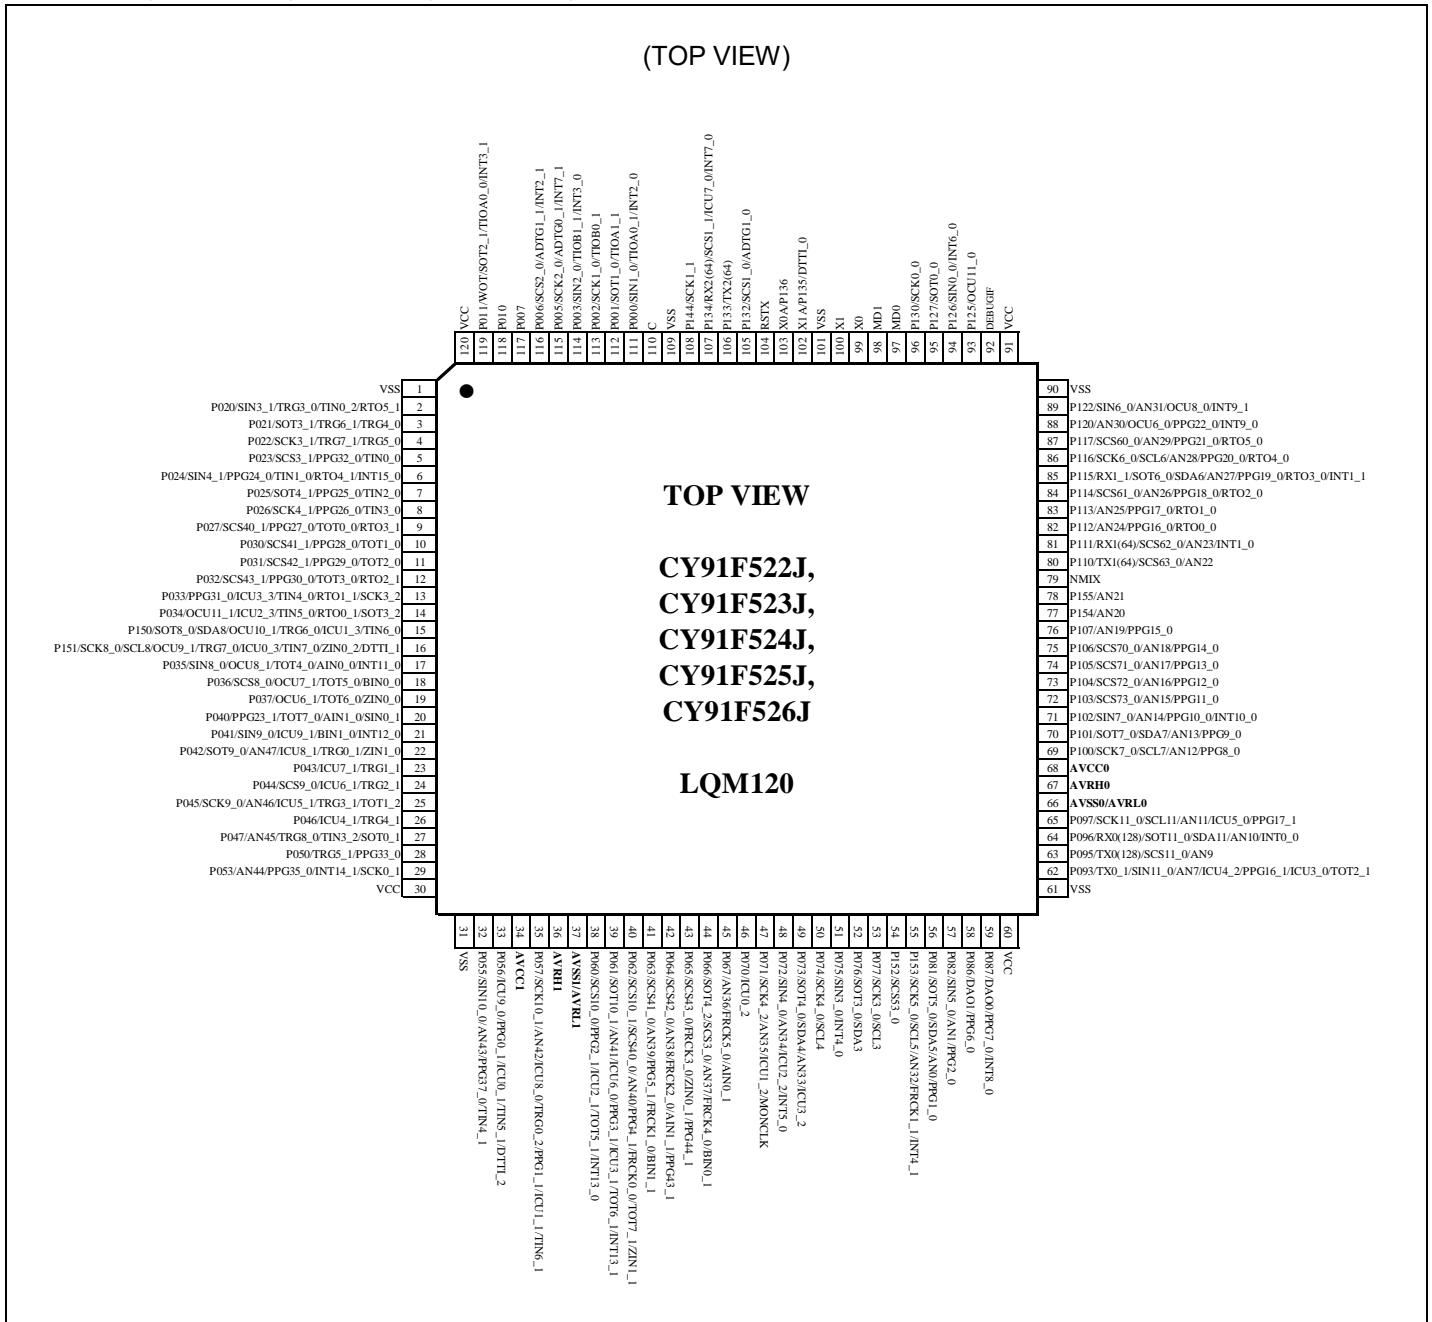 (TOP VIEW)
VCC 120
P011/WOT/SOT2_1/TIOA0_0/INT3_1 119
P010 118
P007 117
P006/SCS2_0/ADTG1_1/INT2_1 116
P005/SCK2_0/ADTG0_1/INT7_1 115
P003/SIN2_0/TIOB1_1/INT3_0 114
P002/SCK1_0/TIOB0_1 113
P001/SOT1_0/TIOA1_1 112
P000/SIN1_0/TIOA0_1/INT2_0 111
C 110
VSS 109
P144/SCK1_1 108
P134/RX2(64)/SCS1_1/ICU7_0/INT7_0 107
P133/TX2(64) 106
P132/SCS1_0/ADTG1_0 105
RSTX 104
X0A/P136 103
X1A/P135/DTTI_0 102
VSS 101
X1 100
X0 99
MD1 98
MD0 97
P130/SCK0_0 96
P127/SOT0_0 95
P126/SIN0_0/INT6_0 94
P125/OCU11_0 93
DEBUGIF 92
VCC 91
VSS 1
P020/SIN3_1/TRG3_0/TIN0_2/RTO5_1 2
P021/SOT3_1/TRG6_1/TRG4_0 3
P022/SCK3_1/TRG7_1/TRG5_0 4
P023/SCS3_1/PPG32_0/TIN0_0 5
P024/SIN4_1/PPG24_0/TIN1_0/RTO4_1/INT15_0 6
P025/SOT4_1/PPG25_0/TIN2_0 7
P026/SCK4_1/PPG26_0/TIN3_0 8
P027/SCS40_1/PPG27_0/TOT0_0/RTO3_1 9
P030/SCS41_1/PPG28_0/TOT1_0 10
P031/SCS42_1/PPG29_0/TOT2_0 11
P032/SCS43_1/PPG30_0/TOT3_0/RTO2_1 12
P033/PPG31_0/ICU3_3/TIN4_0/RTO1_1/SCK3_2 13
P034/OCU11_1/ICU2_3/TIN5_0/RTO0_1/SOT3_2 14
P150/SOT8_0/SDA8/OCU10_1/TRG6_0/ICU1_3/TIN6_0 15
P151/SCK8_0/SCL8/OCU9_1/TRG7_0/ICU0_3/TIN7_0/ZIN0_2/DTTI_1 16
P035/SIN8_0/OCU8_1/TOT4_0/AIN0_0/INT11_0 17
P036/SCS8_0/OCU7_1/TOT5_0/BIN0_0 18
P037/OCU6_1/TOT6_0/ZIN0_0 19
P040/PPG23_1/TOT7_0/AIN1_0/SIN0_1 20
P041/SIN9_0/ICU9_1/BIN1_0/INT12_0 21
P042/SOT9_0/AN47/ICU8_1/TRG0_1/ZIN1_0 22
P043/ICU7_1/TRG1_1 23
P044/SCS9_0/ICU6_1/TRG2_1 24
P045/SCK9_0/AN46/ICU5_1/TRG3_1/TOT1_2 25
P046/ICU4_1/TRG4_1 26
P047/AN45/TRG8_0/TIN3_2/SOT0_1 27
P050/TRG5_1/PPG33_0 28
P053/AN44/PPG35_0/INT14_1/SCK0_1 29
VCC 30
TOP VIEW
CY91F522J,
CY91F523J,
CY91F524J,
CY91F525J,
CY91F526J
LQM120
90 VSS
89 P122/SIN6_0/AN31/OCU8_0/INT9_1
88 P120/AN30/OCU6_0/PPG22_0/INT9_0
87 P117/SCS60_0/AN29/PPG21_0/RTO5_0
86 P116/SCK6_0/SCL6/AN28/PPG20_0/RTO4_0
85 P115/RX1_1/SOT6_0/SDA6/AN27/PPG19_0/RTO3_0/INT1_1
84 P114/SCS61_0/AN26/PPG18_0/RTO2_0
83 P113/AN25/PPG17_0/RTO1_0
82 P112/AN24/PPG16_0/RTO0_0
81 P111/RX1(64)/SCS62_0/AN23/INT1_0
80 P110/TX1(64)/SCS63_0/AN22
79 NMIX
78 P155/AN21
77 P154/AN20
76 P107/AN19/PPG15_0
75 P106/SCS70_0/AN18/PPG14_0
74 P105/SCS71_0/AN17/PPG13_0
73 P104/SCS72_0/AN16/PPG12_0
72 P103/SCS73_0/AN15/PPG11_0
71 P102/SIN7_0/AN14/PPG10_0/INT10_0
70 P101/SOT7_0/SDA7/AN13/PPG9_0
69 P100/SCK7_0/SCL7/AN12/PPG8_0
68 AVCC0
67 AVRH0
66 AVSS0/AVRL0
65 P097/SCK11_0/SCL11/AN11/ICU5_0/PPG17_1
64 P096/RX0(128)/SOT11_0/SDA11/AN10/INT0_0
63 P095/TX0(128)/SCS11_0/AN9
62 P093/TX0_1/SIN11_0/AN7/ICU4_2/PPG16_1/ICU3_0/TOT2_1
61 VSS
31 VSS
32 P055/SIN10_0/AN43/PPG37_0/TIN4_1
33 P056/ICU9_0/PPG0_1/ICU0_1/TIN5_1/DTTI_2
34 AVCC1
35 P057/SCK10_1/AN42/ICU8_0/TRG0_2/PPG1_1/ICU1_1/TIN6_1
36 AVRH1
37 AVSS1/AVRL1
38 P060/SCS10_0/PPG2_1/ICU2_1/TOT5_1/INT13_0
39 P061/SOT10_1/AN41/ICU6_0/PPG3_1/ICU3_1/TOT6_1/INT13_1
40 P062/SCS10_1/SCS40_0/AN40/PPG4_1/FRCK0_0/TOT7_1/ZIN1_1
41 P063/SCS41_0/AN39/PPG5_1/FRCK1_0/BIN1_1
42 P064/SCS42_0/AN38/FRCK2_0/AIN1_1/PPG43_1
43 P065/SCS43_0/FRCK3_0/ZIN0_1/PPG44_1
44 P066/SOT4_2/SCS3_0/AN37/FRCK4_0/BIN0_1
45 P067/AN36/FRCK5_0/AIN0_1
46 P070/ICU0_2
47 P071/SCK4_2/AN35/ICU1_2/MONCLK
48 P072/SIN4_0/AN34/ICU2_2/INT5_0
49 P073/SOT4_0/SDA4/AN33/ICU3_2
50 P074/SCK4_0/SCL4
51 P075/SIN3_0/INT4_0
52 P076/SOT3_0/SDA3
53 P077/SCK3_0/SCL3
54 P152/SCS53_0
55 P153/SCK5_0/SCL5/AN32/FRCK1_1/INT4_1
56 P081/SOT5_0/SDA5/AN0/PPG1_0
57 P082/SIN5_0/AN1/PPG2_0
58 P086/DAO1/PPG6_0
59 P087/DAO0/PPG7_0/INT8_0
60 VCC